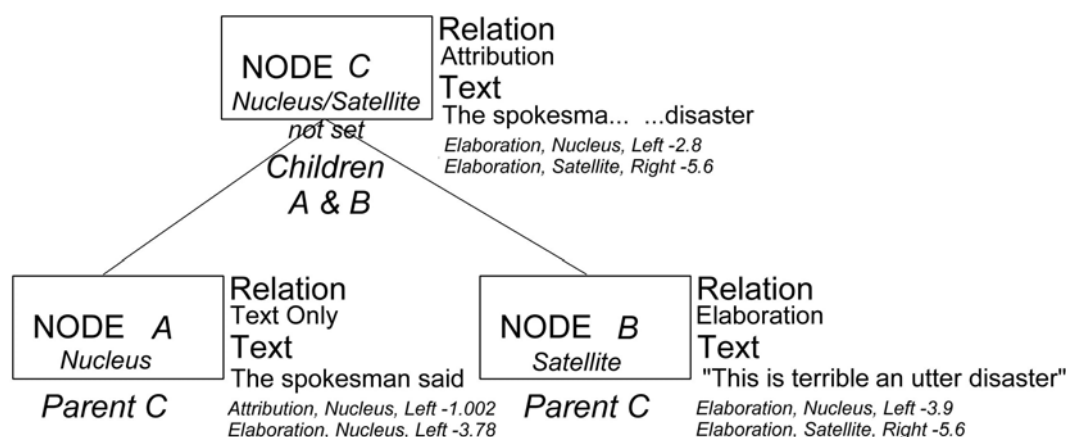 NODE C
Nucleus/Satellite
not set
Relation
Attribution
Text
The spokesma... ...disaster
Elaboration, Nucleus, Left -2.8
Elaboration, Satellite, Right -5.6
Children
A & B
NODE A
Nucleus
Parent C
Relation
Text Only
Text
The spokesman said
Attribution, Nucleus, Left -1.002
Elaboration, Nucleus, Left -3.78
NODE B
Satellite
Parent C
Relation
Elaboration
Text
"This is terrible an utter disaster"
Elaboration, Nucleus, Left -3.9
Elaboration, Satellite, Right -5.6